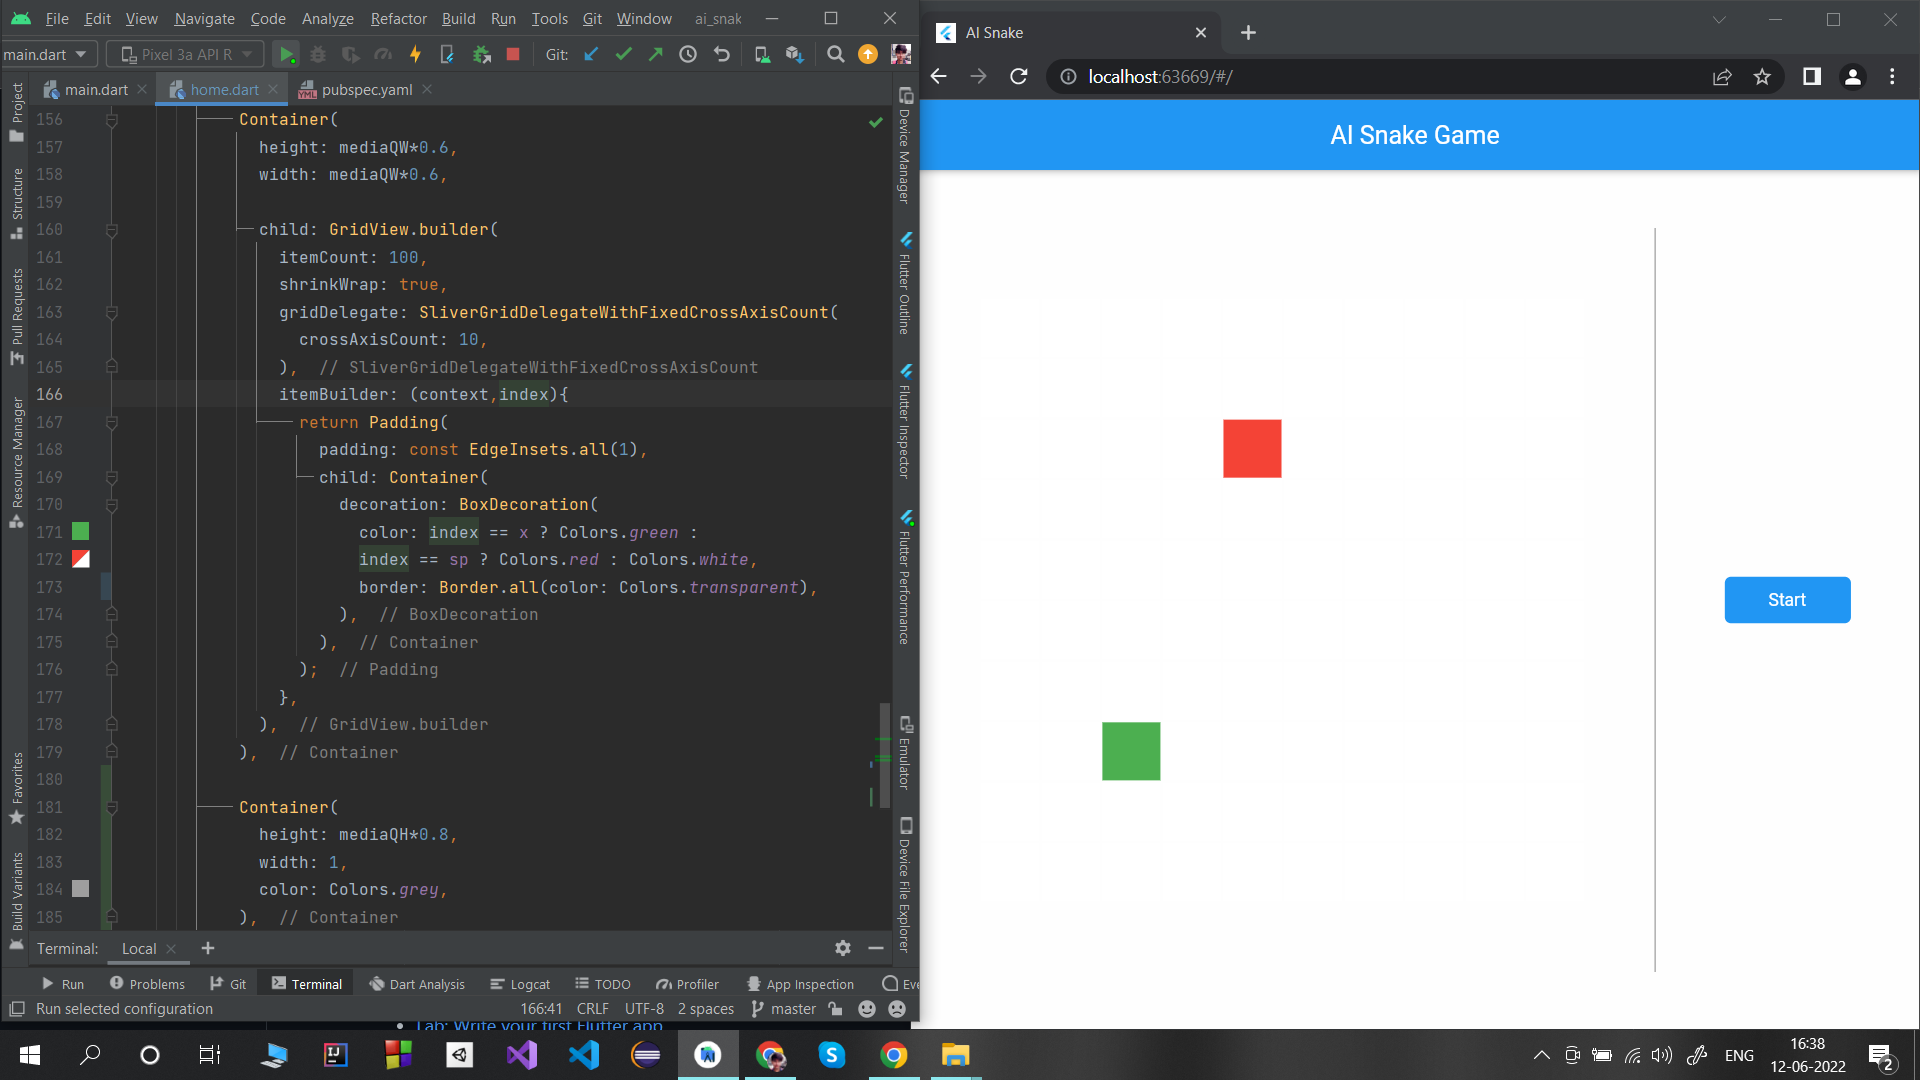 File Edit View Navigate Code Analyze Refactor Build Run Tools Git Window ai_snak
main.dart Pixel 3a API R Git:
main.dart home.dart pubspec.yaml
Project
Structure
Pull Requests
Resource Manager
Favorites
Build Variants
156 Container(
157 height: mediaQW*0.6,
158 width: mediaQW*0.6,
159
160 child: GridView.builder(
161 itemCount: 100,
162 shrinkWrap: true,
163 gridDelegate: SliverGridDelegateWithFixedCrossAxisCount(
164 crossAxisCount: 10,
165 ), // SliverGridDelegateWithFixedCrossAxisCount
166 itemBuilder: (context,index){
167 return Padding(
168 padding: const EdgeInsets.all(1),
169 child: Container(
170 decoration: BoxDecoration(
171 color: index == x ? Colors.green :
172 index == sp ? Colors.red : Colors.white,
173 border: Border.all(color: Colors.transparent),
174 ), // BoxDecoration
175 ), // Container
176 ); // Padding
177 },
178 ), // GridView.builder
179 ), // Container
180
181 Container(
182 height: mediaQH*0.8,
183 width: 1,
184 color: Colors.grey,
185 ), // Container
Device Manager
Flutter Outline
Flutter Inspector
Flutter Performance
Emulator
Device File Explorer
Terminal: Local
Run Problems Git Terminal Dart Analysis Logcat TODO Profiler App Inspection Eve
Run selected configuration 166:41 CRLF UTF-8 2 spaces master
Lab: Write your first Flutter app
AI Snake
localhost:63669/#/
AI Snake Game
Start
ENG
16:38
12-06-2022
2